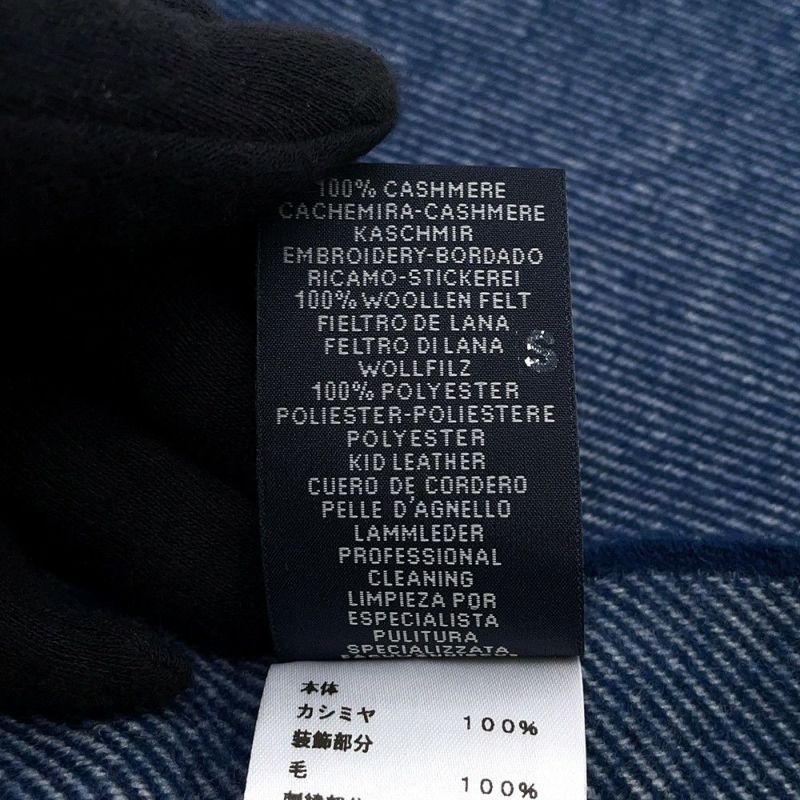 100% CASHMERE
CACHEMIRA-CASHMERE
KASCHMIR
EMBROIDERY-BORDADO
RICAMO-STICKEREI
100% WOOLLEN FELT
FIELTRO DE LANA
FELTRO DI LANA
S
WOLLFILZ
100% POLYESTER
POLIESTER-POLIESTERE
POLYESTER
KID LEATHER
CUERO DE CORDERO
PELLE D'AGNELLO
LAMMLEDER
PROFESSIONAL
CLEANING
LIMPIEZA POR
ESPECIALISTA
PULITURA
SPECIALIZZATA
本体
カシミヤ 100%
装飾部分
毛 100%